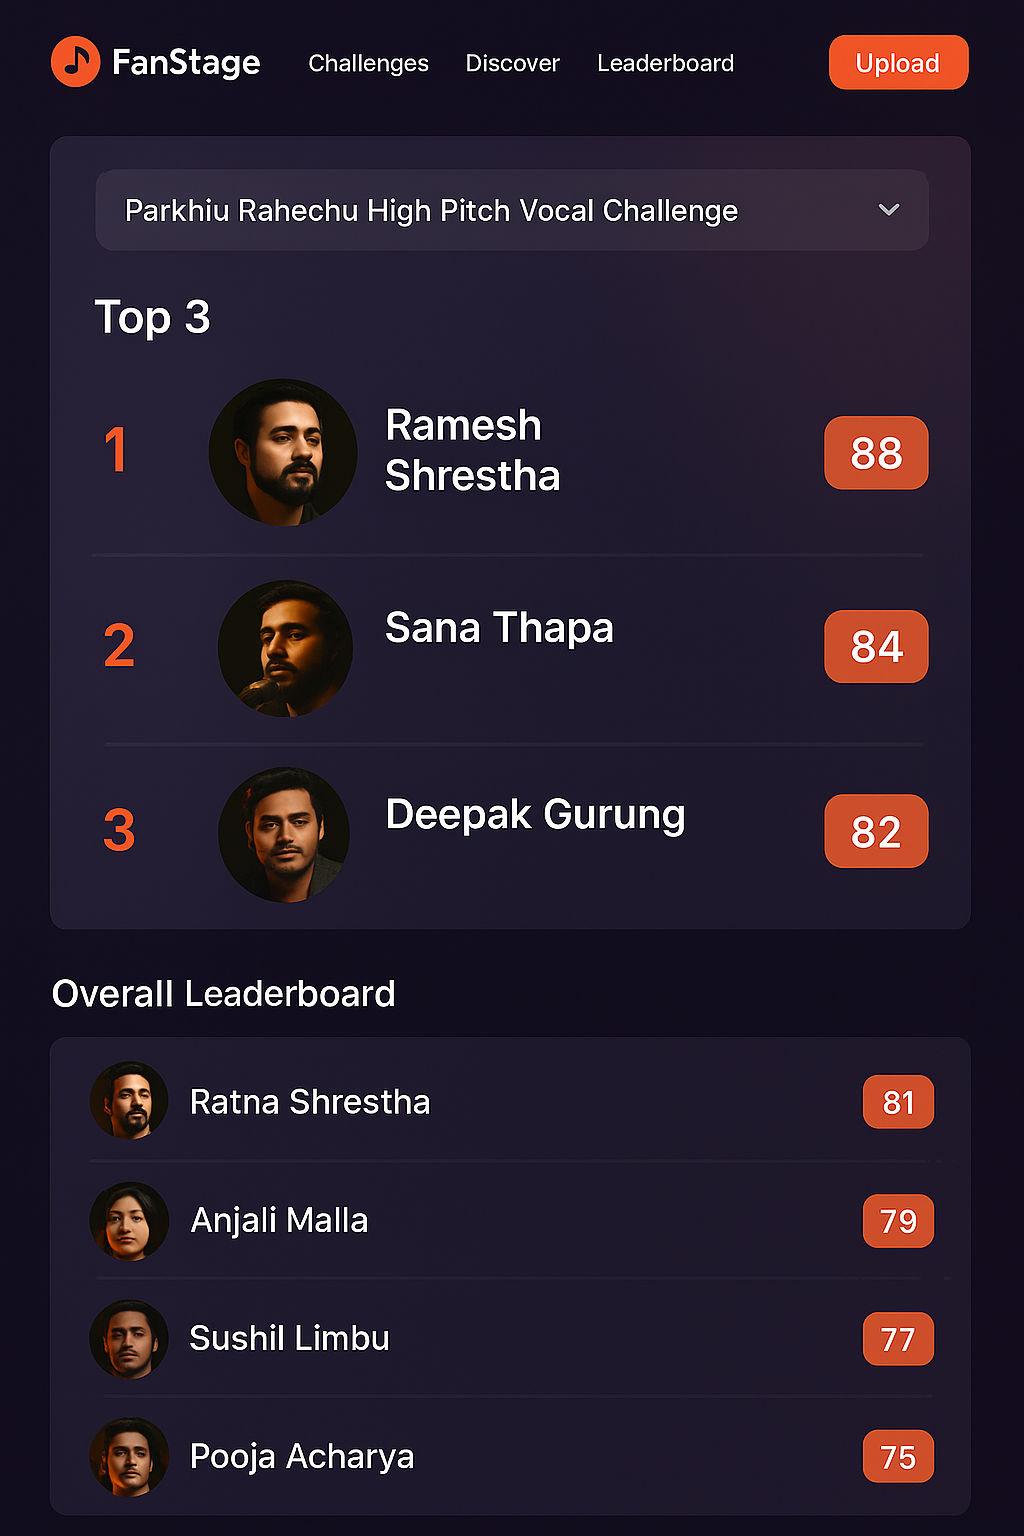 FanStage
Challenges
Discover
Leaderboard
Upload
Parkhiu Rahechu High Pitch Vocal Challenge
Top 3
1
Ramesh
Shrestha
88
2
Sana Thapa
84
3
Deepak Gurung
82
Overall Leaderboard
Ratna Shrestha
81
Anjali Malla
79
Sushil Limbu
77
Pooja Acharya
75